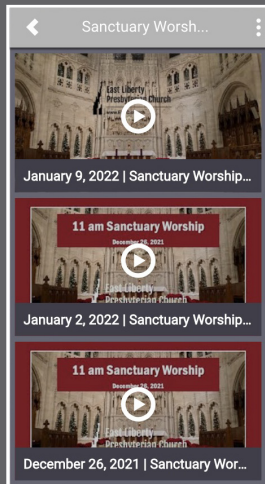 Sanctuary Worsh...
East Liberty
Presbyterian Church
January 9, 2022 | Sanctuary Worship...
11 am Sanctuary Worship
December 26, 2021
East Liberty
Presbyterian Church
January 2, 2022 | Sanctuary Worship...
11 am Sanctuary Worship
December 26, 2021
East Liberty
Presbyterian Church
December 26, 2021 | Sanctuary Wor...